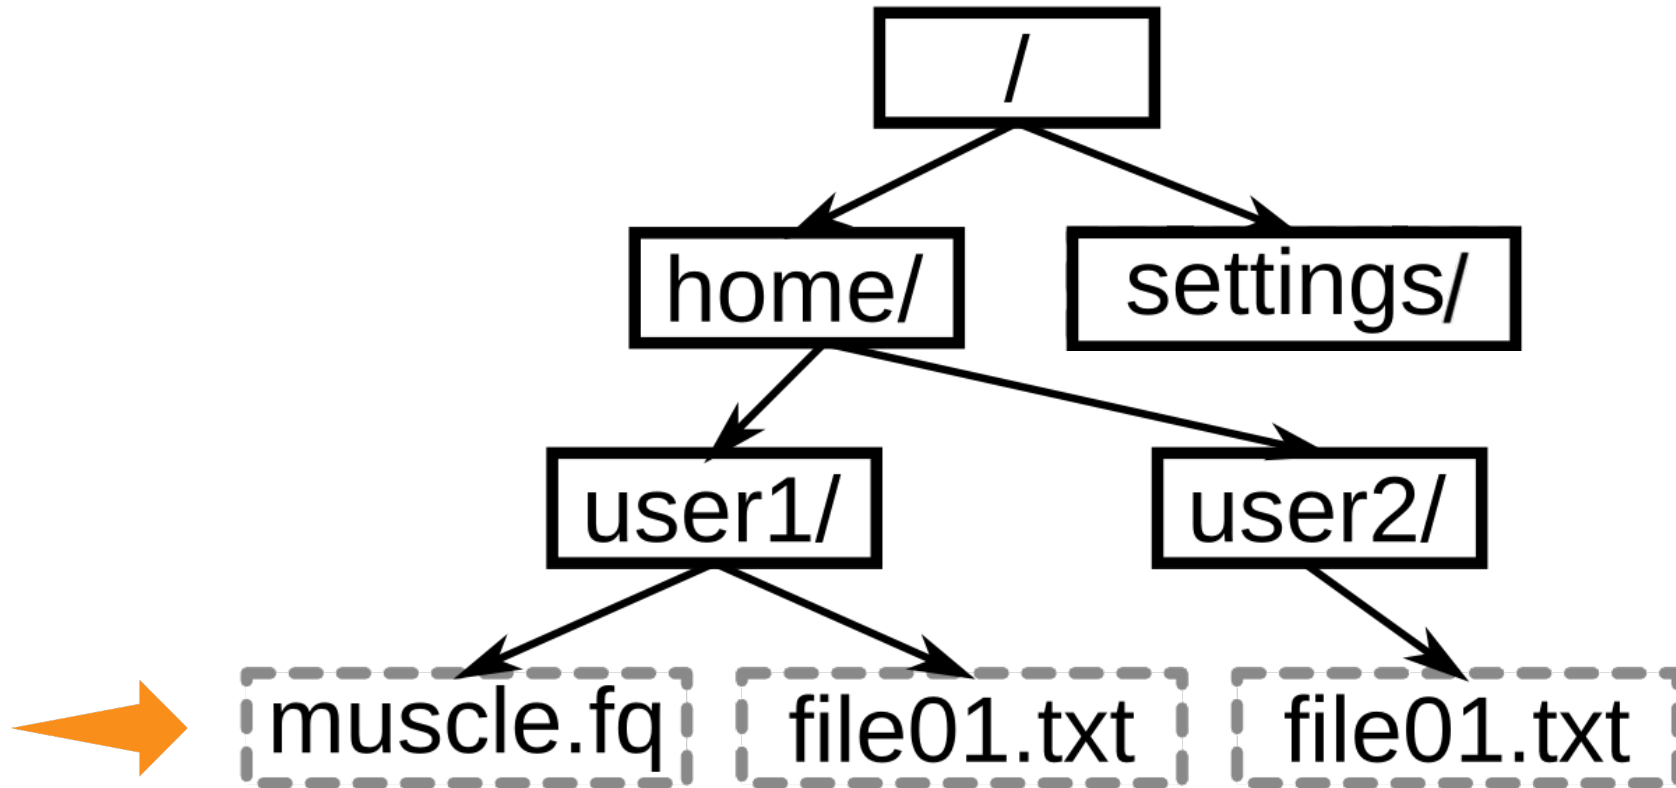 /
home/
settings/
user1/
user2/
muscle.fq
file01.txt
file01.txt